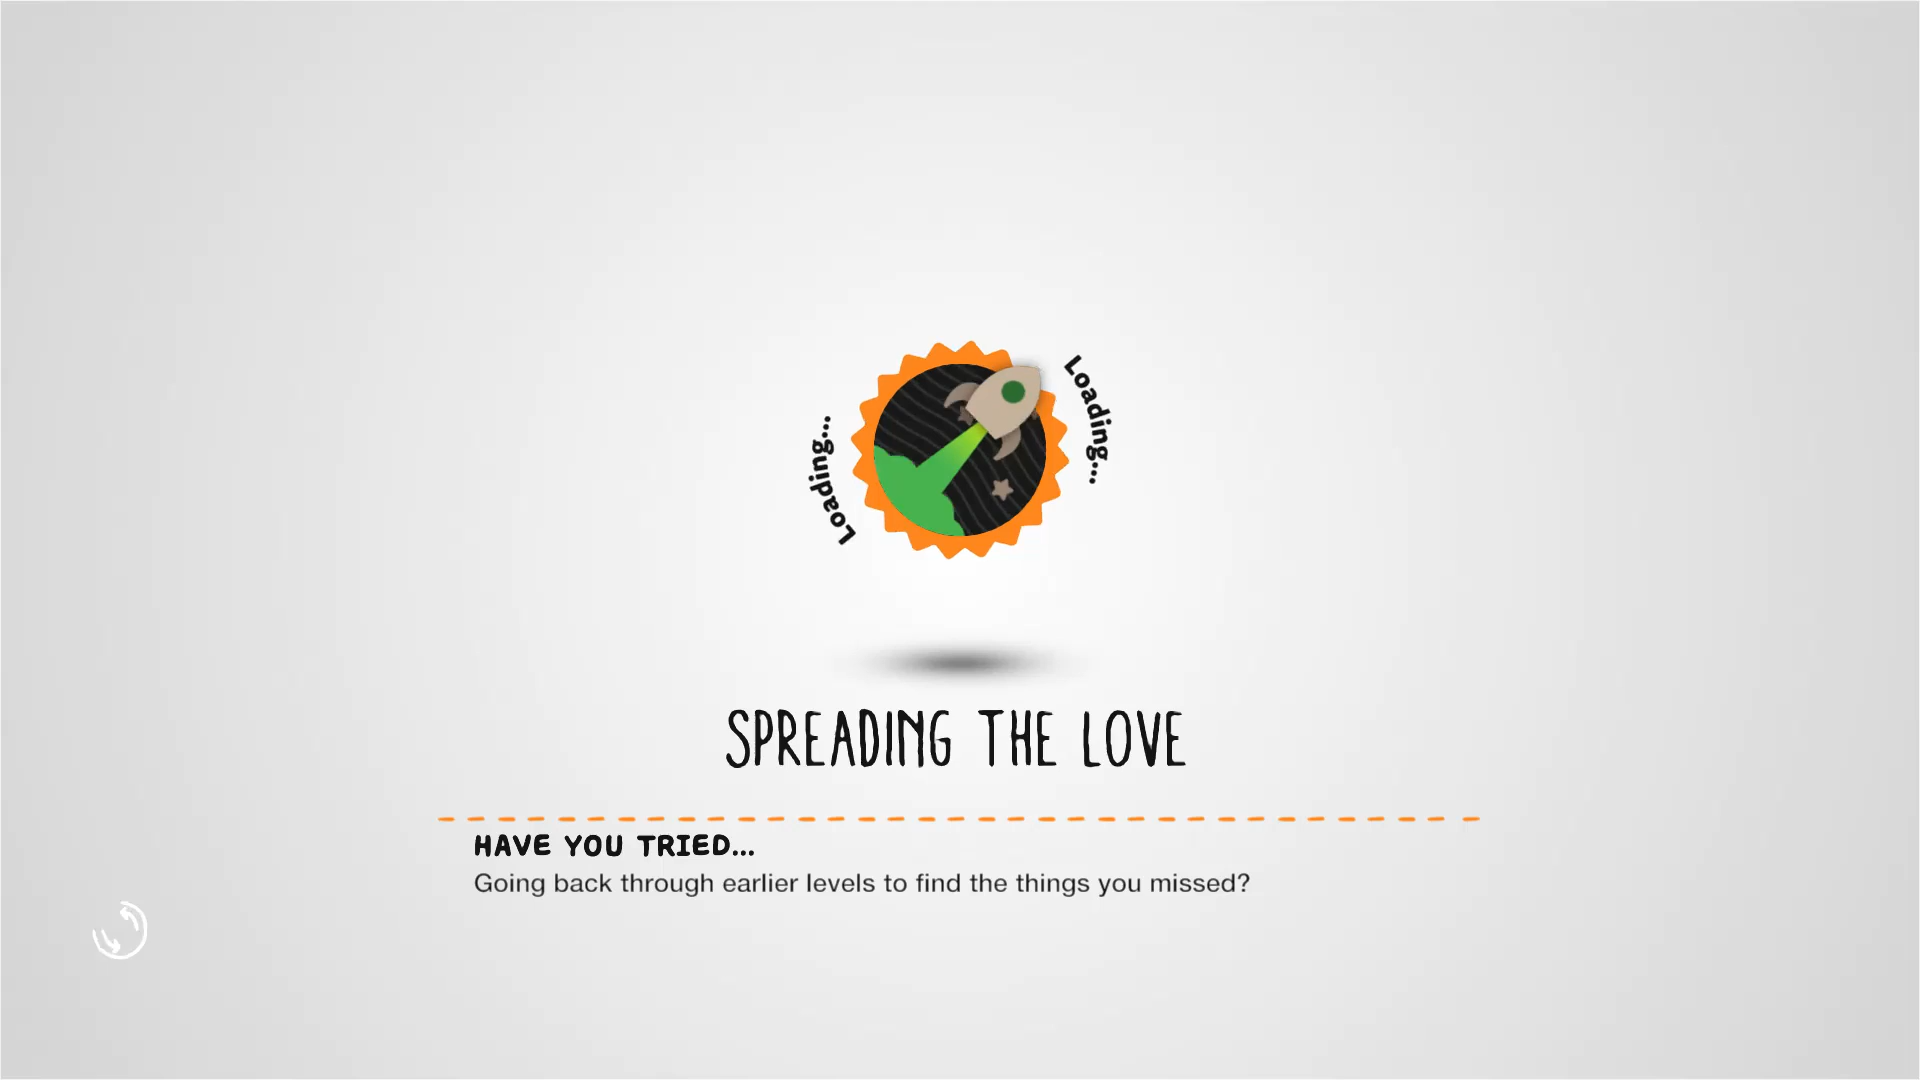 Loading...
Loading...
SPREADING THE LOVE
HAVE YOU TRIED...
Going back through earlier levels to find the things you missed?